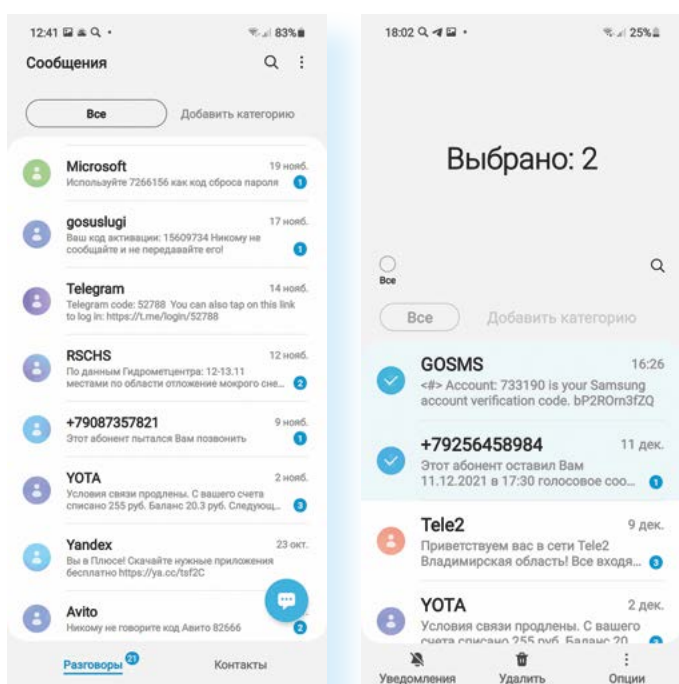 12:41
83%
Сообщения
Все
Добавить категорию
Microsoft
19 нояб.
Используйте 7266156 как код сброса пароля
1
gosuslugi
17 нояб.
Ваш код активации: 15609734 Никому не
сообщайте и не передавайте его!
1
Telegram
14 нояб.
Telegram code: 52788 You can also tap on this link
to log in: https://t.me/login/52788
RSCHS
12 нояб.
По данным Гидрометцентра: 12-13.11
местами по области отложение мокрого сне...
2
+79087357821
9 нояб.
Этот абонент пытался Вам позвонить
1
YOTA
2 нояб.
Условия связи продлены. С вашего счета
списано 255 руб. Баланс 20.3 руб. Следующ...
3
Yandex
23 окт.
Вы в Плюсе! Скачайте нужные приложения
бесплатно https://ya.cc/tsf2C
Avito
Никому не говорите код Авито 82666
2
Разговоры
21
Контакты
18:02
25%
Выбрано: 2
Все
Все
Добавить категорию
GOSMS
16:26
<#> Account: 733190 is your Samsung
account verification code. bP2ROrn3fZQ
+79256458984
11 дек.
Этот абонент оставил Вам
11.12.2021 в 17:30 голосовое соо...
1
Tele2
9 дек.
Приветствуем вас в сети Tele2
Владимирская область! Все входя...
3
YOTA
2 дек.
Условия связи продлены. С вашего
счета списано 255 руб. Баланс 20
Уведомления
Удалить
Опции